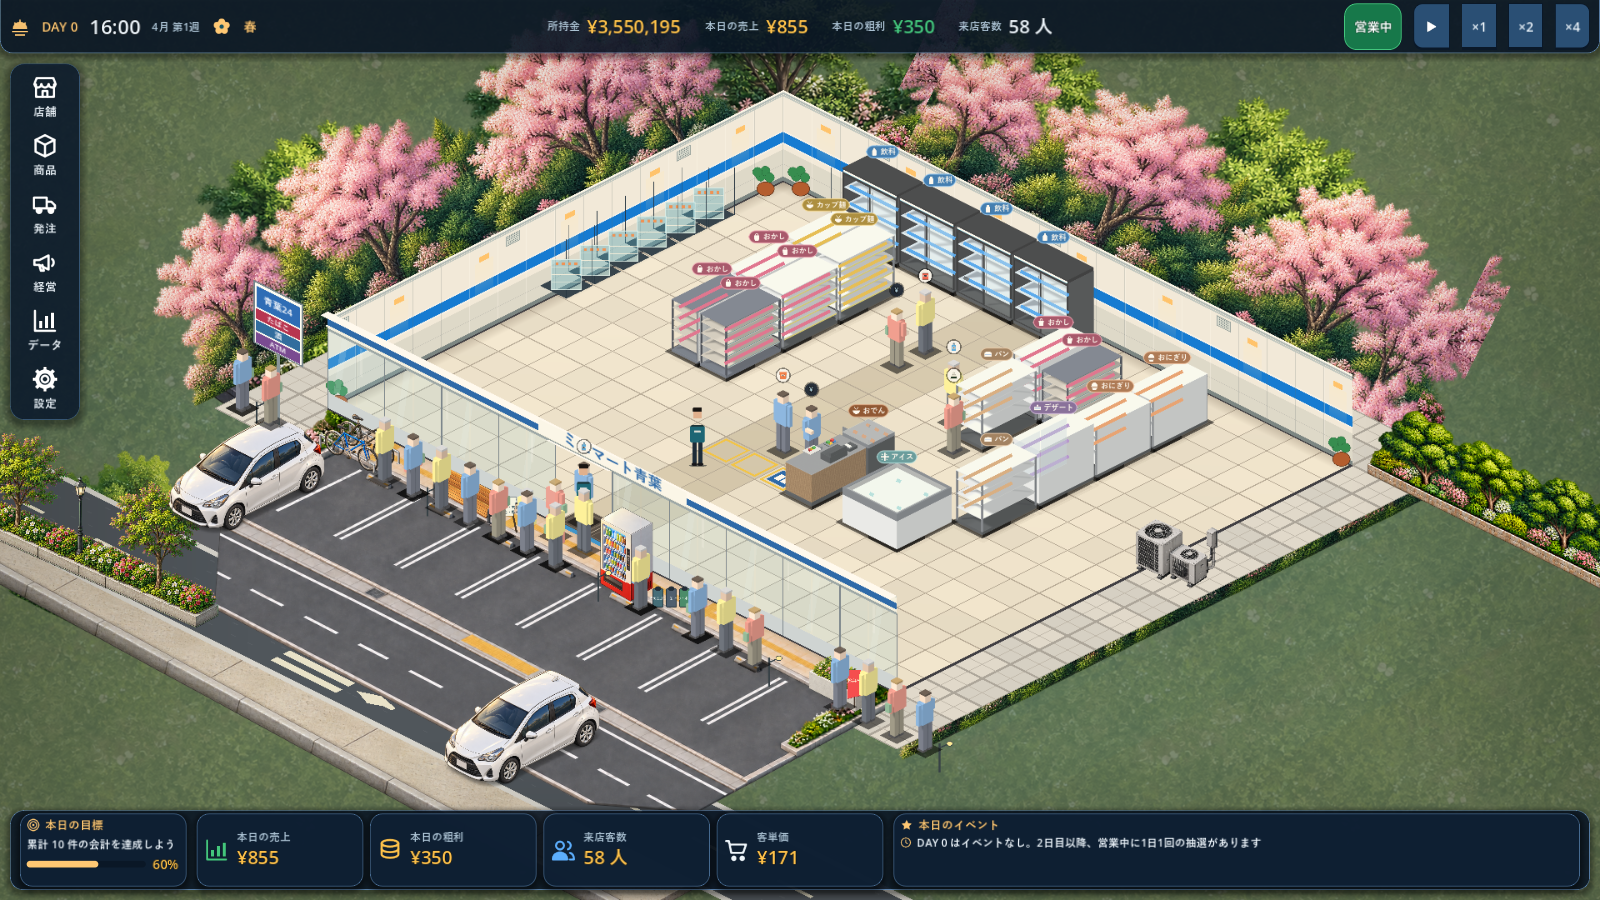 DAY 0 16:00 4月 第1週 春
所持金 ¥3,550,195 本日の売上 ¥855 本日の粗利 ¥350 来店客数 58 人
営業中 ×1 ×2 ×4
店舗
商品
発注
経営
データ
設定
飲料
飲料
飲料
飲料
カップ麺
カップ麺
おかし
おかし
おかし
おかし
おかし
おかし
パン
おにぎり
おにぎり
デザート
おでん
パン
アイス
青葉24
たばこ
酒
ATM
マート青葉
本日の目標
累計 10 件の会計を達成しよう
60%
本日の売上
¥855
本日の粗利
¥350
来店客数
58 人
客単価
¥171
本日のイベント
DAY 0 はイベントなし。2日目以降、営業中に1日1回の抽選があります